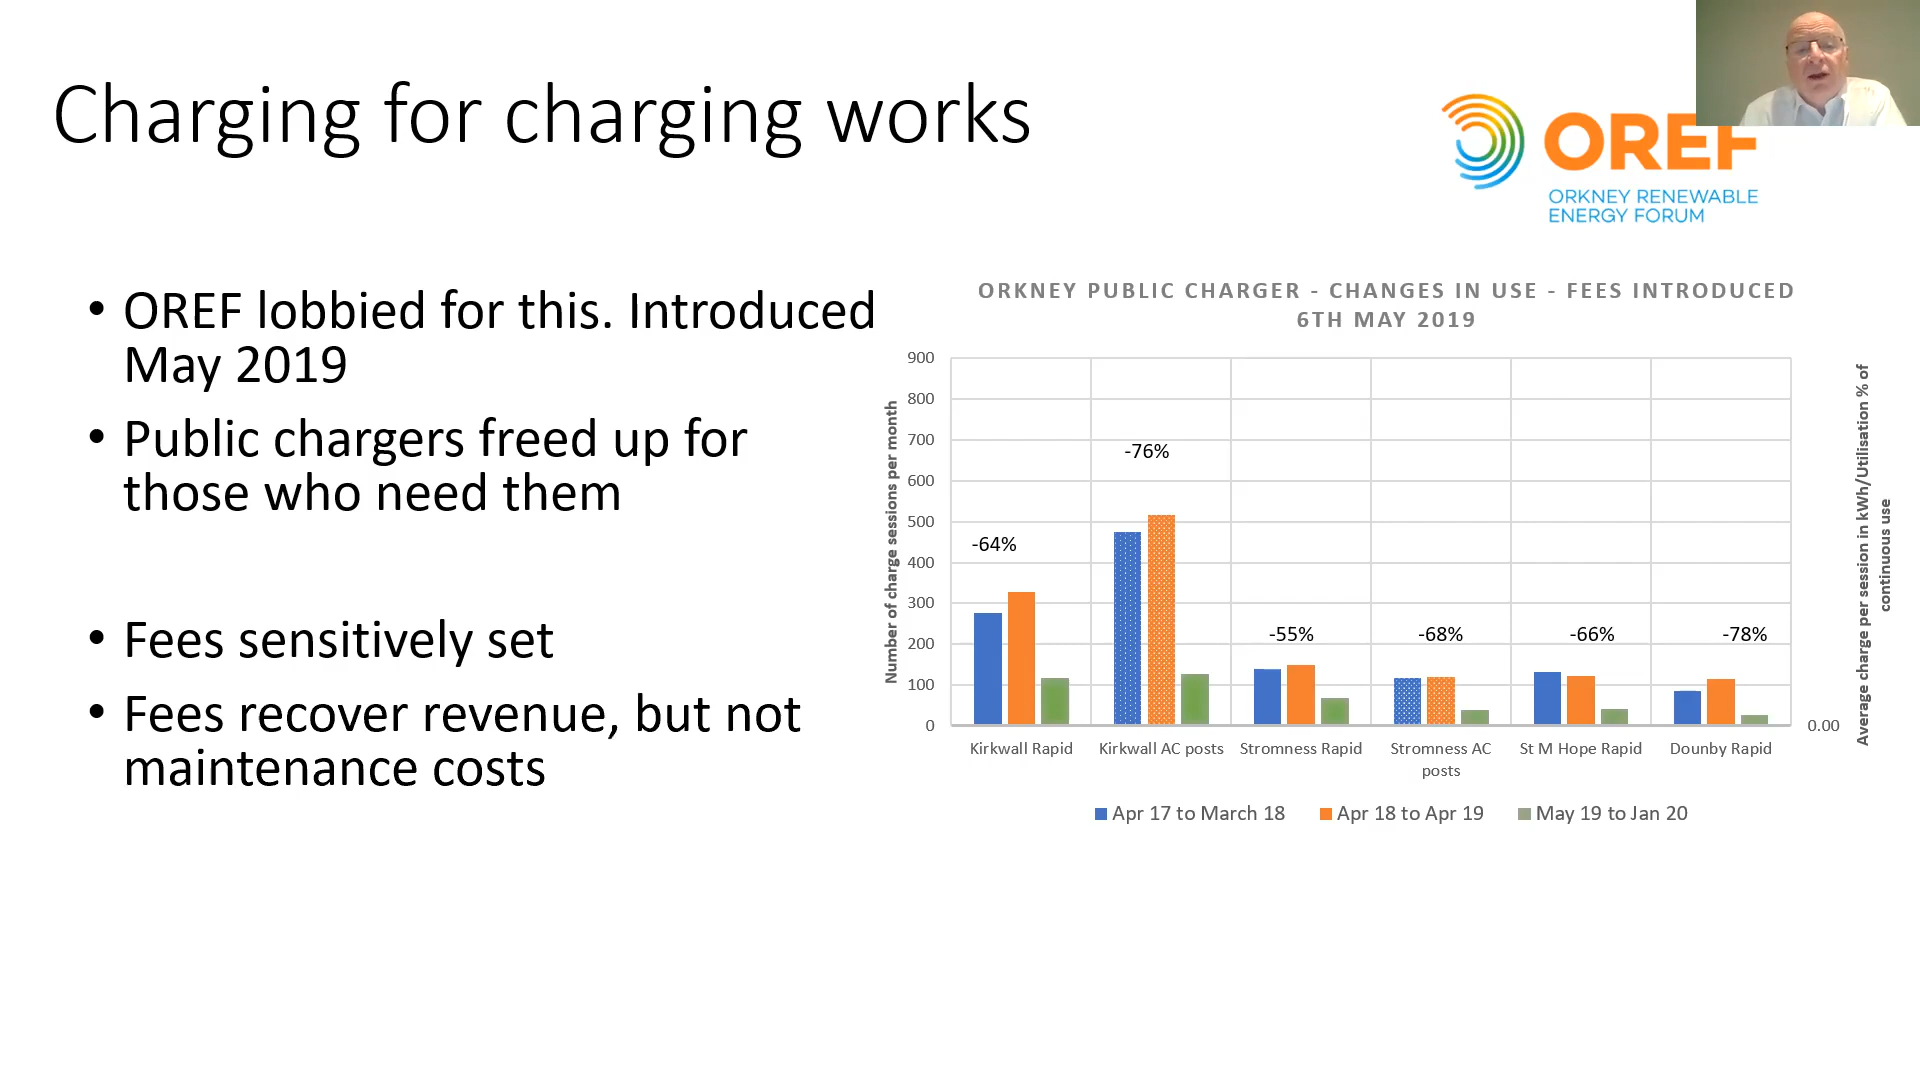 Charging for charging works
OREF
ORKNEY RENEWABLE
ENERGY FORUM
• OREF lobbied for this. Introduced
May 2019
• Public chargers freed up for
those who need them
• Fees sensitively set
• Fees recover revenue, but not
maintenance costs
ORKNEY PUBLIC CHARGER - CHANGES IN USE - FEES INTRODUCED
6TH MAY 2019
Number of charge sessions per month
900
800
700
600
500
400
300
200
100
0
-64%
-76%
-55%
-68%
-66%
-78%
0.00
Average charge per session in kWh/Utilisation % of
continuous use
Kirkwall Rapid
Kirkwall AC posts
Stromness Rapid
Stromness AC
posts
St M Hope Rapid
Dounby Rapid
Apr 17 to March 18
Apr 18 to Apr 19
May 19 to Jan 20